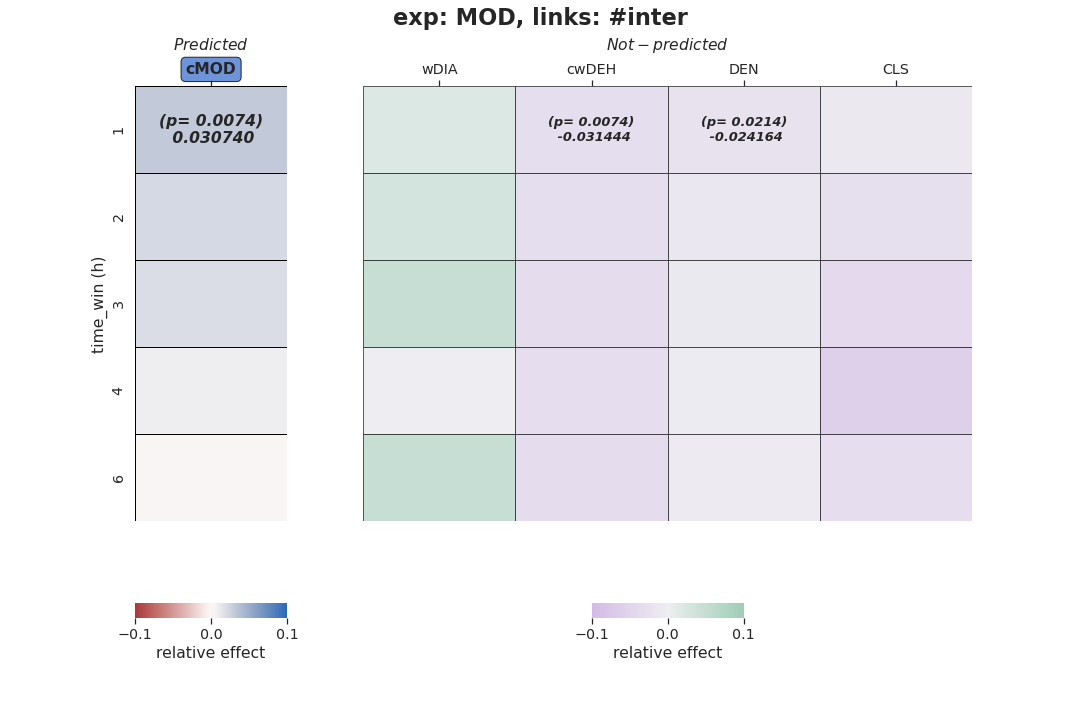 exp: MOD, links: #inter
Predicted
Not − predicted
cMOD
wDIA
cwDEH
DEN
CLS
(p= 0.0074)
0.030740
(p= 0.0074)
-0.031444
(p= 0.0214)
-0.024164
time_win (h)
1
2
3
4
6
−0.1
0.0
0.1
relative effect
−0.1
0.0
0.1
relative effect